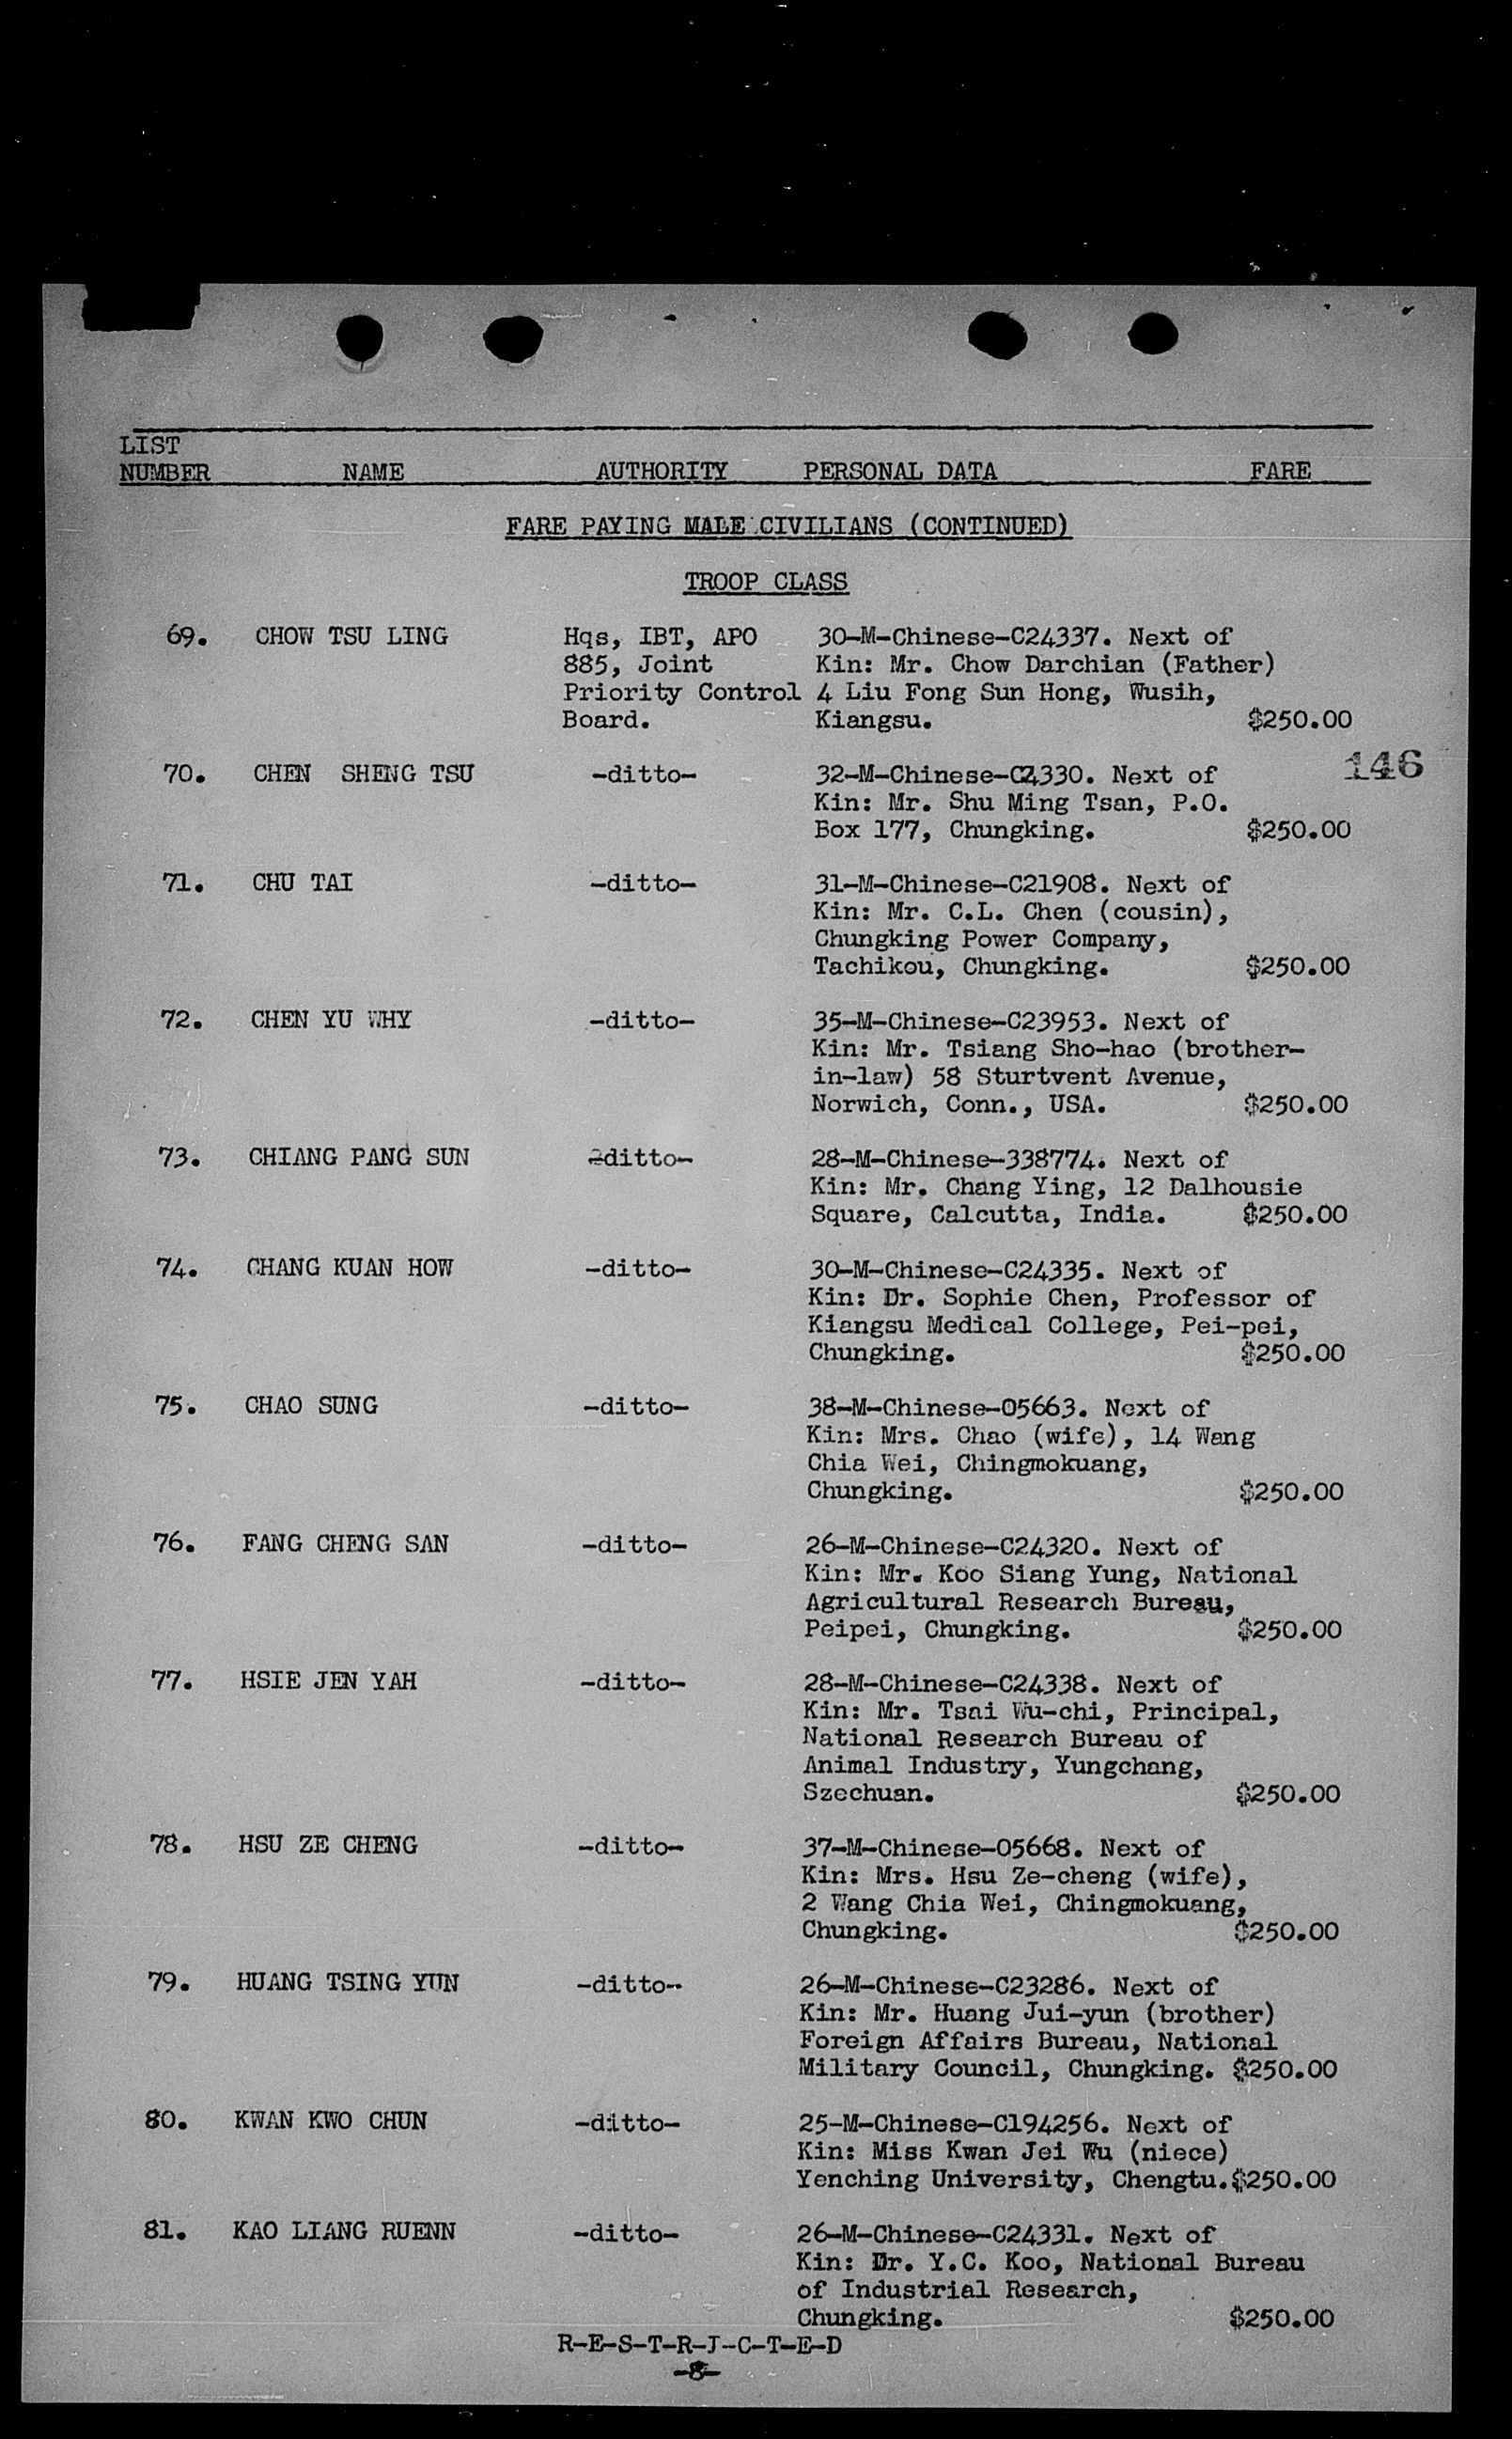 LIST
NUMBER NAME AUTHORITY PERSONAL DATA FARE
FARE PAYING MALE CIVILIANS (CONTINUED)
TROOP CLASS
69. CHOW TSU LING Hqs, IBT, APO 30-M-Chinese-C24337. Next of
885, Joint Kin: Mr. Chow Darchian (Father)
Priority Control 4 Liu Fong Sun Hong, Wusih,
Board. Kiangsu. $250.00
146
70. CHEN SHENG TSU -ditto- 32-M-Chinese-C4330. Next of
Kin: Mr. Shu Ming Tsan, P.O.
Box 177, Chungking. $250.00
71. CHU TAI -ditto- 31-M-Chinese-C21908. Next of
Kin: Mr. C.L. Chen (cousin),
Chungking Power Company,
Tachikou, Chungking. $250.00
72. CHEN YU WHY -ditto- 35-M-Chinese-C23953. Next of
Kin: Mr. Tsiang Sho-hao (brother-
in-law) 58 Sturtvent Avenue,
Norwich, Conn., USA. $250.00
73. CHIANG PANG SUN -ditto- 28-M-Chinese-338774. Next of
Kin: Mr. Chang Ying, 12 Dalhousie
Square, Calcutta, India. $250.00
74. CHANG KUAN HOW -ditto- 30-M-Chinese-C24335. Next of
Kin: Dr. Sophie Chen, Professor of
Kiangsu Medical College, Pei-pei,
Chungking. $250.00
75. CHAO SUNG -ditto- 38-M-Chinese-05663. Next of
Kin: Mrs. Chao (wife), 14 Wang
Chia Wei, Chingmokuang,
Chungking. $250.00
76. FANG CHENG SAN -ditto- 26-M-Chinese-C24320. Next of
Kin: Mr. Koo Siang Yung, National
Agricultural Research Bureau,
Peipei, Chungking. $250.00
77. HSIE JEN YAH -ditto- 28-M-Chinese-C24338. Next of
Kin: Mr. Tsai Wu-chi, Principal,
National Research Bureau of
Animal Industry, Yungchang,
Szechuan. $250.00
78. HSU ZE CHENG -ditto- 37-M-Chinese-05668. Next of
Kin: Mrs. Hsu Ze-cheng (wife),
2 Wang Chia Wei, Chingmokuang,
Chungking. $250.00
79. HUANG TSING YUN -ditto- 26-M-Chinese-C23286. Next of
Kin: Mr. Huang Jui-yun (brother)
Foreign Affairs Bureau, National
Military Council, Chungking. $250.00
80. KWAN KWO CHUN -ditto- 25-M-Chinese-C194256. Next of
Kin: Miss Kwan Jei Wu (niece)
Yenching University, Chengtu. $250.00
81. KAO LIANG RUENN -ditto- 26-M-Chinese-C24331. Next of
Kin: Dr. Y.C. Koo, National Bureau
of Industrial Research,
Chungking. $250.00
R-E-S-T-R-I-C-T-E-D
-8-